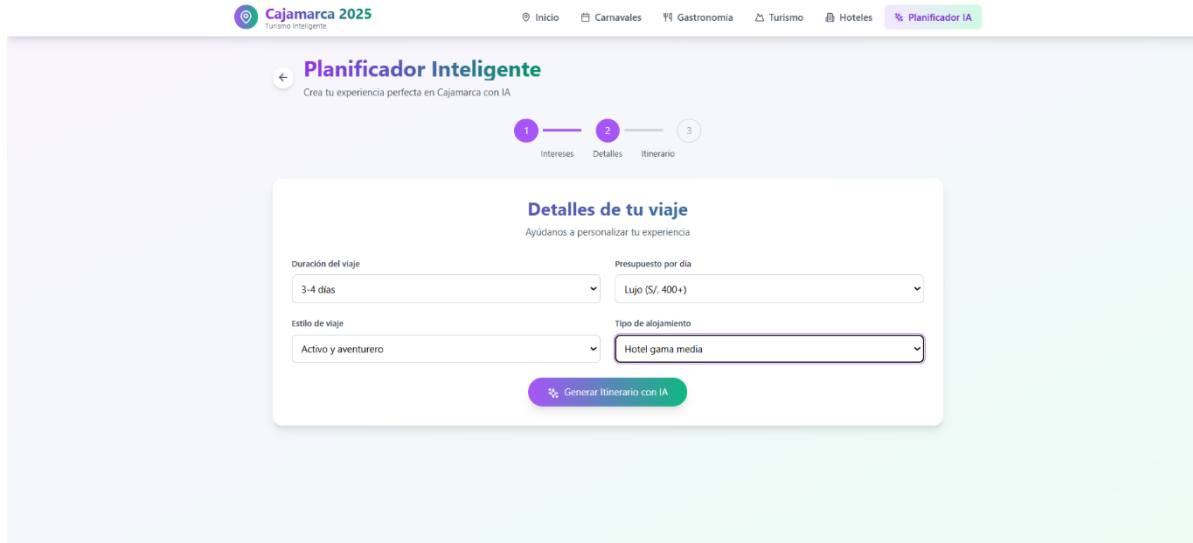 Cajamarca 2025
Turismo Inteligente
Inicio
Carnavales
Gastronomía
Turismo
Hoteles
Planificador IA
Planificador Inteligente
Crea tu experiencia perfecta en Cajamarca con IA
1 2 3
Intereses Detalles Itinerario
Detalles de tu viaje
Ayúdanos a personalizar tu experiencia
Duración del viaje
3-4 días
Presupuesto por día
Lujo (S/. 400+)
Estilo de viaje
Activo y aventurero
Tipo de alojamiento
Hotel gama media
Generar Itinerario con IA